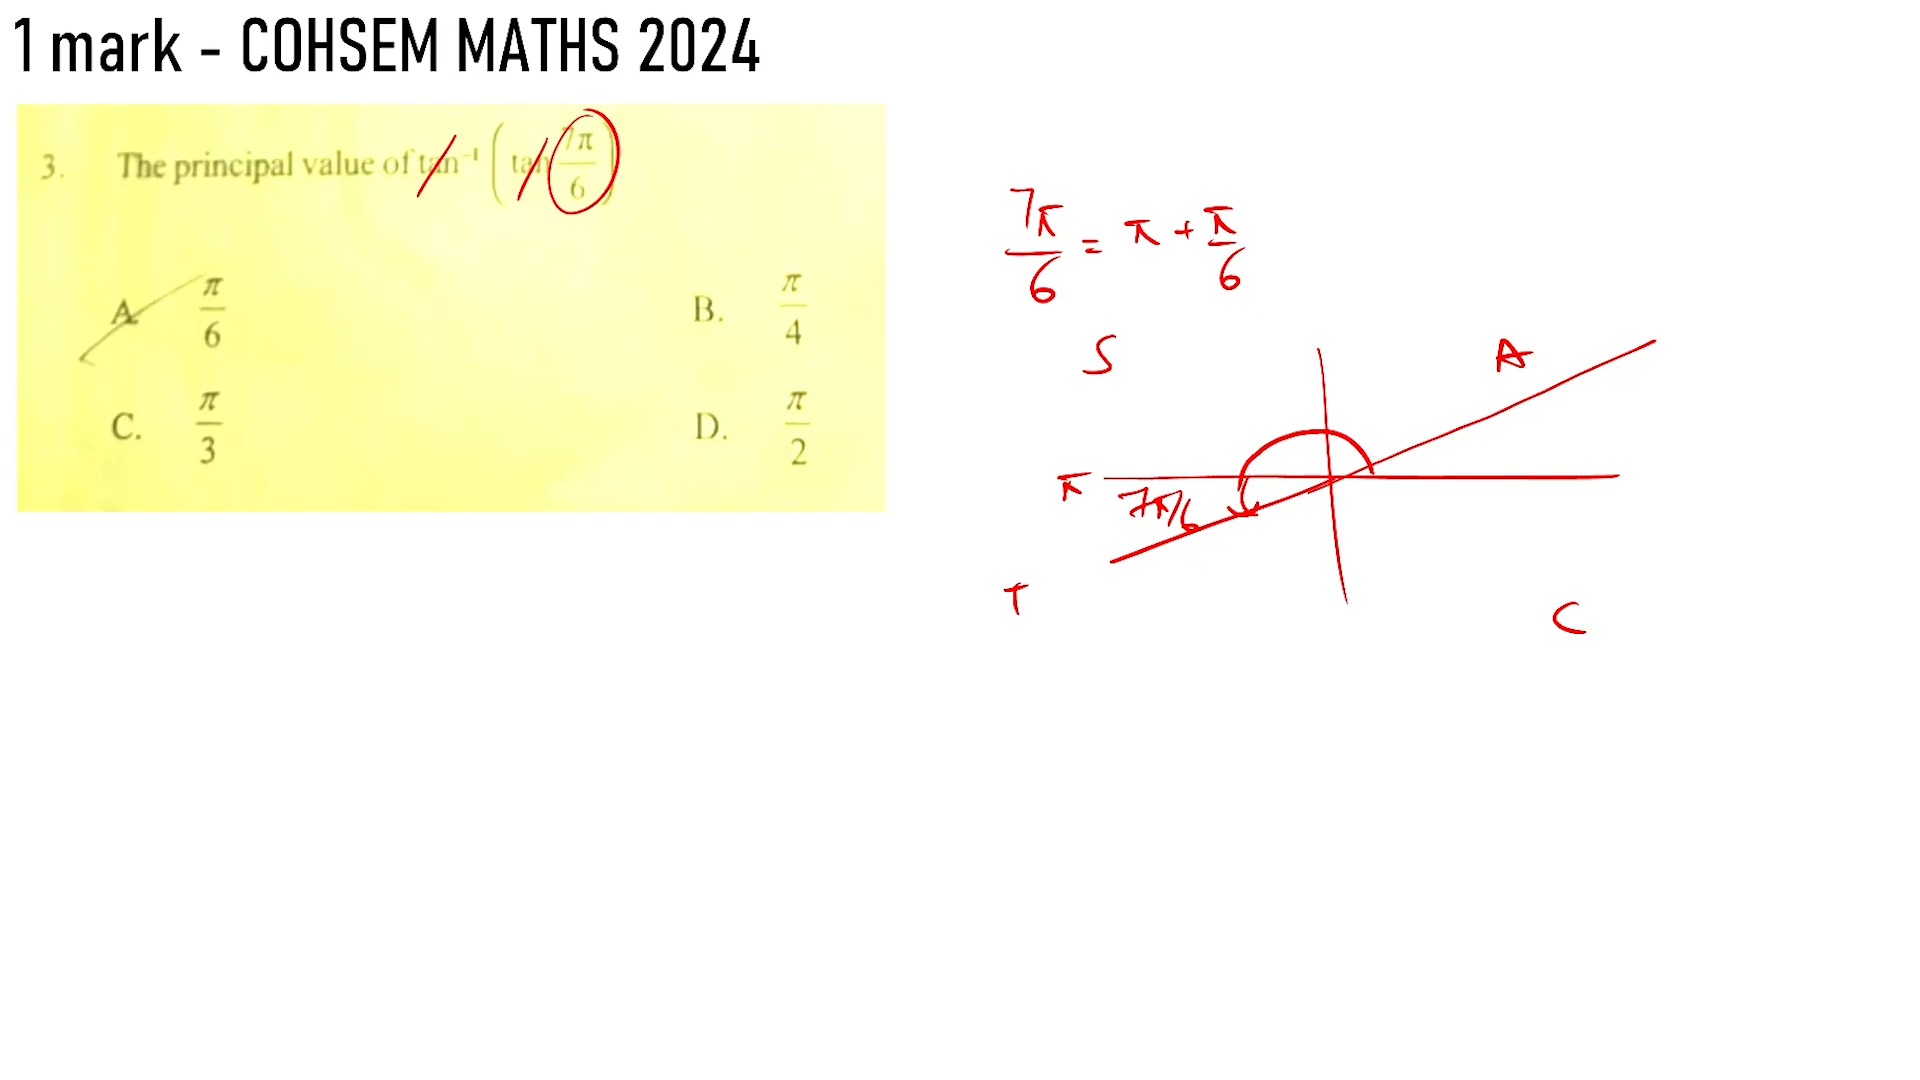 1 mark - COHSEM MATHS 2024
3. The principal value of tan⁻¹ (tan 7π/6)
A. π/6
B. π/4
C. π/3
D. π/2
7π/6 = π + π/6
S A
π
7π/6
T C